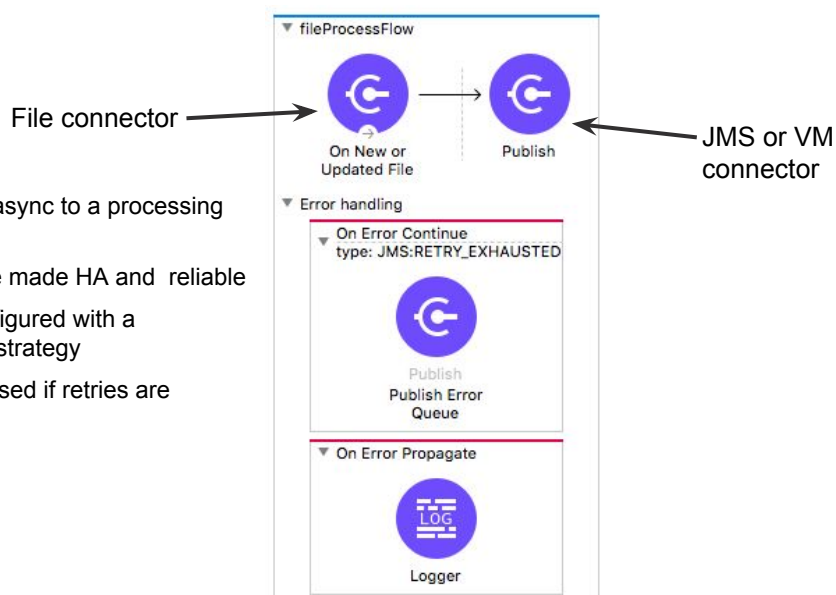 fileProcessFlow
File connector
On New or
Updated File
Publish
JMS or VM
connector
async to a processing
made HA and reliable
figured with a
strategy
sed if retries are
Error handling
On Error Continue
type: JMS:RETRY_EXHAUSTED
Publish
Publish Error
Queue
On Error Propagate
LOG
Logger